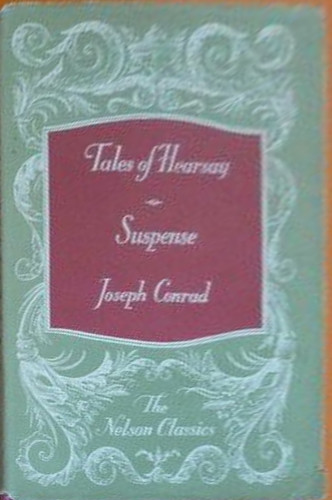 Tales of Hearsay
Suspense
Joseph Conrad
The
Nelson Classics